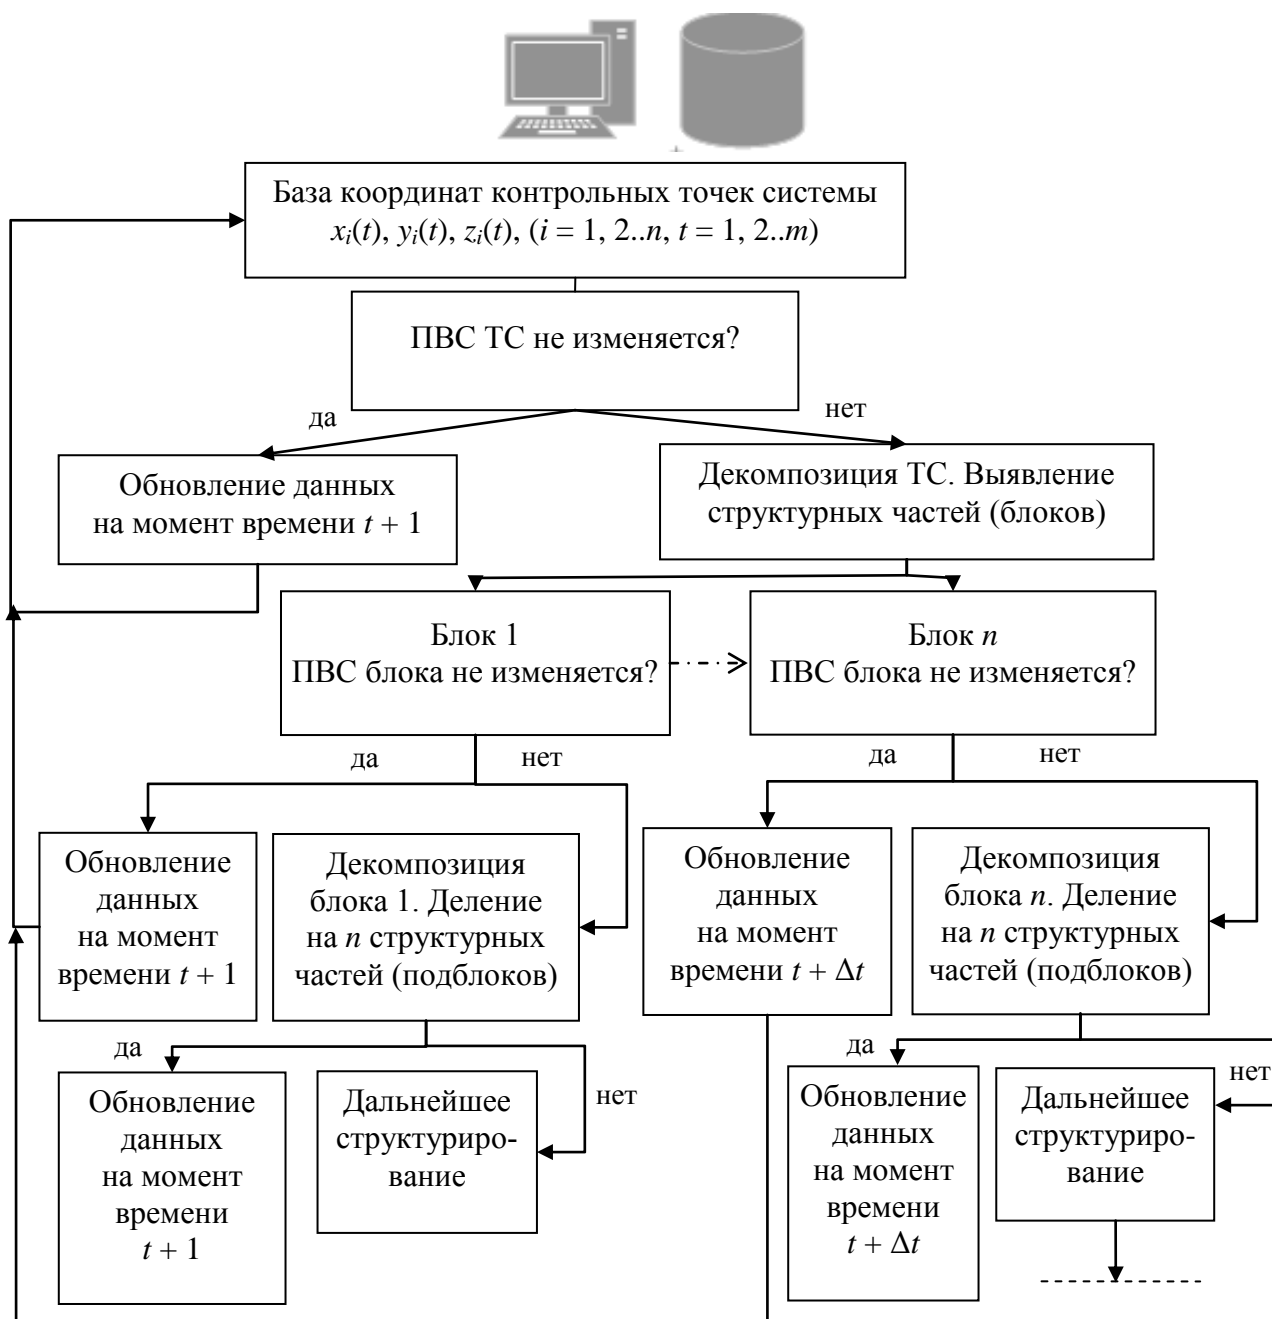 База координат контрольных точек системы
xᵢ(t), yᵢ(t), zᵢ(t), (i = 1, 2..n, t = 1, 2..m)
ПВС ТС не изменяется?
да
нет
Обновление данных
на момент времени t + 1
Декомпозиция ТС. Выявление
структурных частей (блоков)
Блок 1
ПВС блока не изменяется?
Блок n
ПВС блока не изменяется?
да
нет
да
нет
Обновление
данных
на момент
времени t + 1
Декомпозиция
блока 1. Деление
на n структурных
частей (подблоков)
Обновление
данных
на момент
времени t + Δt
Декомпозиция
блока n. Деление
на n структурных
частей (подблоков)
да
нет
да
нет
Обновление
данных
на момент
времени
t + 1
Дальнейшее
структуриро-
вание
Обновление
данных
на момент
времени
t + Δt
Дальнейшее
структуриро-
вание